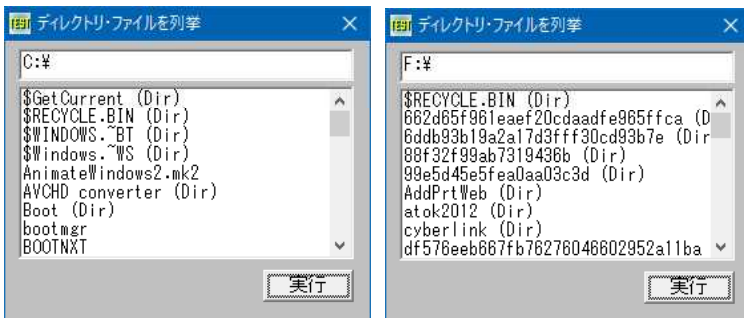 TEST ディレクトリ・ファイルを列挙
C:¥
$GetCurrent (Dir)
$RECYCLE.BIN (Dir)
$WINDOWS.~BT (Dir)
$Windows.~WS (Dir)
AnimateWindows2.mk2
AVCHD converter (Dir)
Boot (Dir)
bootmgr
BOOTNXT
実行
TEST ディレクトリ・ファイルを列挙
F:¥
$RECYCLE.BIN (Dir)
662d65f961eaef20cdaadfe965ffca (D
6ddb93b19a2a17d3fff30cd93b7e (Dir
88f32f99ab7319436b (Dir)
99e5d45e5fea0aa03c3d (Dir)
AddPrtWeb (Dir)
atok2012 (Dir)
cyberlink (Dir)
df576eeb667fb76276046602952a11ba
実行